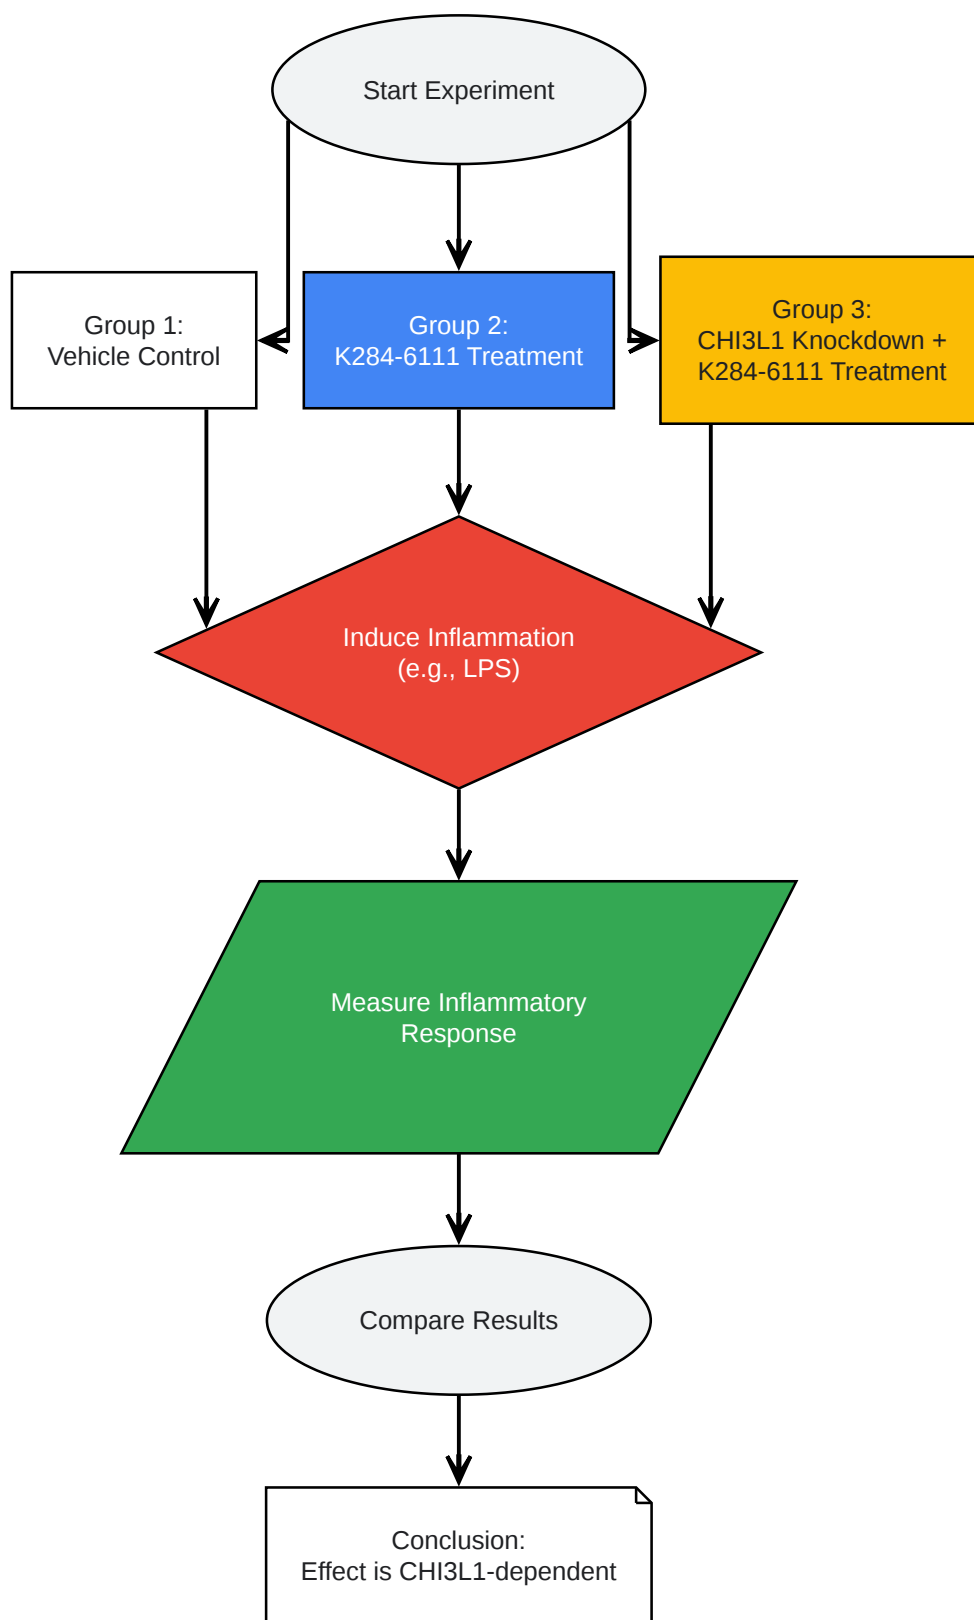 Start Experiment
Group 1:
Vehicle Control
Group 2:
K284-6111 Treatment
Group 3:
CHI3L1 Knockdown +
K284-6111 Treatment
Induce Inflammation
(e.g., LPS)
Measure Inflammatory
Response
Compare Results
Conclusion:
Effect is CHI3L1-dependent